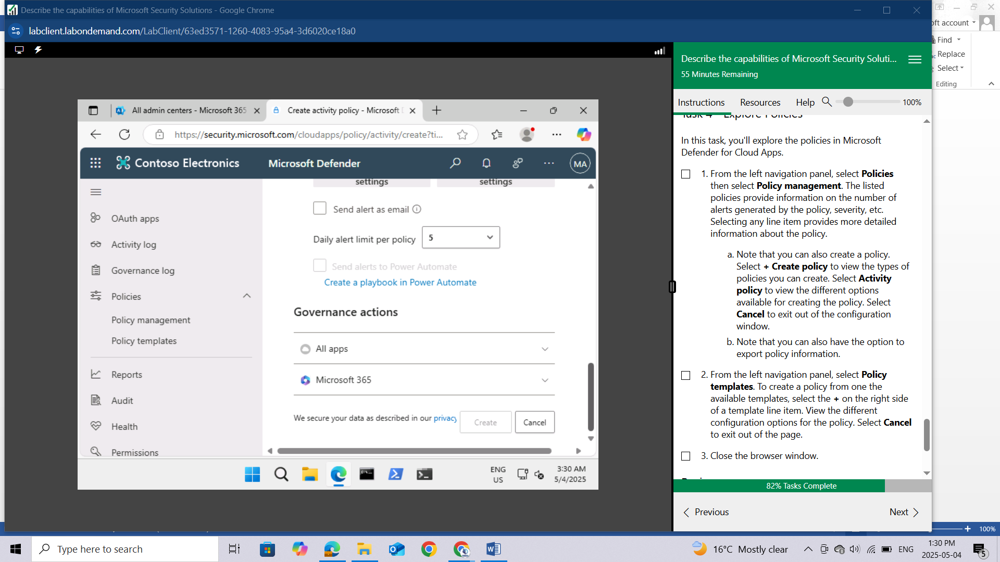 Describe the capabilities of Microsoft Security Solutions - Google Chrome
labclient.labondemand.com/LabClient/63ed3571-1260-4083-95a4-3d6020ce18a0
oft account
Find
Replace
Select
Editing
All admin centers - Microsoft 365
Create activity policy - Microsoft
https://security.microsoft.com/cloudapps/policy/activity/create?ti...
Contoso Electronics
Microsoft Defender
MA
OAuth apps
Activity log
Governance log
Policies
Policy management
Policy templates
Reports
Audit
Health
Permissions
settings
settings
Send alert as email
Daily alert limit per policy
5
Send alerts to Power Automate
Create a playbook in Power Automate
Governance actions
All apps
Microsoft 365
We secure your data as described in our privacy
Create
Cancel
ENG
US
3:30 AM
5/4/2025
Describe the capabilities of Microsoft Security Soluti...
55 Minutes Remaining
Instructions
Resources
Help
100%
Task 4 - Explore Policies
In this task, you'll explore the policies in Microsoft
Defender for Cloud Apps.
1. From the left navigation panel, select Policies
then select Policy management. The listed
policies provide information on the number of
alerts generated by the policy, severity, etc.
Selecting any line item provides more detailed
information about the policy.
a. Note that you can also create a policy.
Select + Create policy to view the types of
policies you can create. Select Activity
policy to view the different options
available for creating the policy. Select
Cancel to exit out of the configuration
window.
b. Note that you can also have the option to
export policy information.
2. From the left navigation panel, select Policy
templates. To create a policy from one the
available templates, select the + on the right side
of a template line item. View the different
configuration options for the policy. Select Cancel
to exit out of the page.
3. Close the browser window.
82% Tasks Complete
Previous
Next
100%
Type here to search
16°C Mostly clear
ENG
1:30 PM
2025-05-04
5